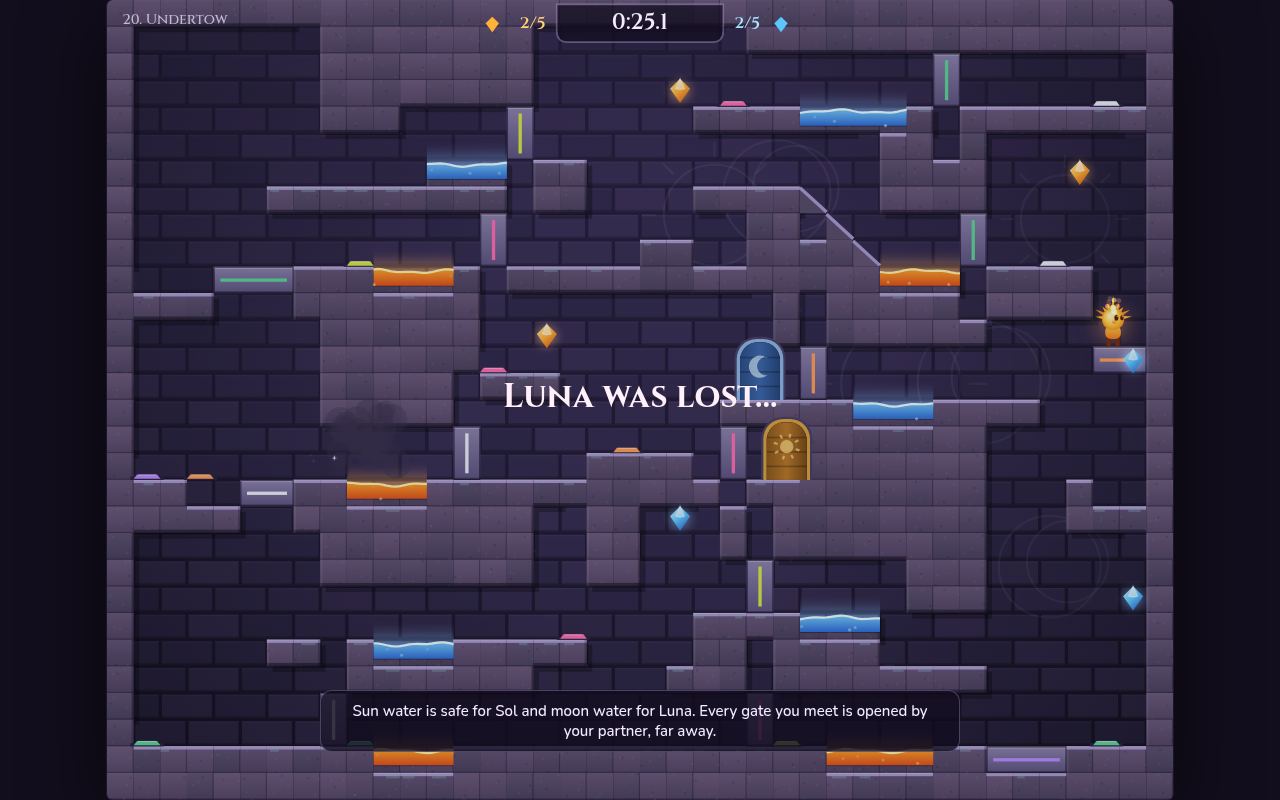 20. Undertow
2/5
0:25.1
2/5
Luna was lost...
Sun water is safe for Sol and moon water for Luna. Every gate you meet is opened by
your partner, far away.